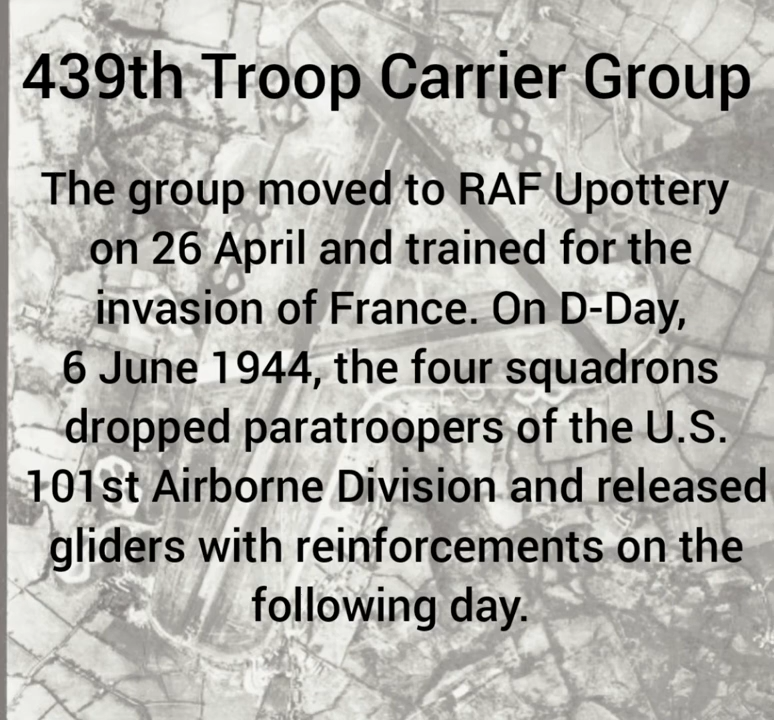 439th Troop Carrier Group
The group moved to RAF Upottery
on 26 April and trained for the
invasion of France. On D-Day,
6 June 1944, the four squadrons
dropped paratroopers of the U.S.
101st Airborne Division and released
gliders with reinforcements on the
following day.